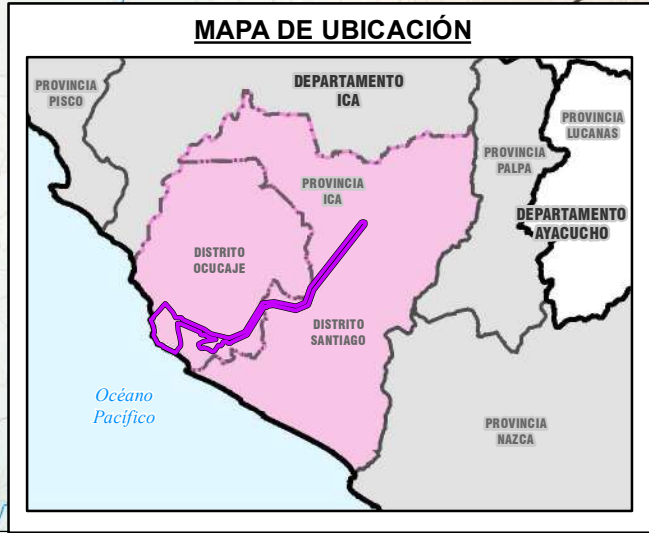 MAPA DE UBICACIÓN
PROVINCIA
PISCO
DEPARTAMENTO
ICA
PROVINCIA
LUCANAS
PROVINCIA
PALPA
PROVINCIA
ICA
DEPARTAMENTO
AYACUCHO
DISTRITO
OCUCAJE
DISTRITO
SANTIAGO
Océano
Pacífico
PROVINCIA
NAZCA